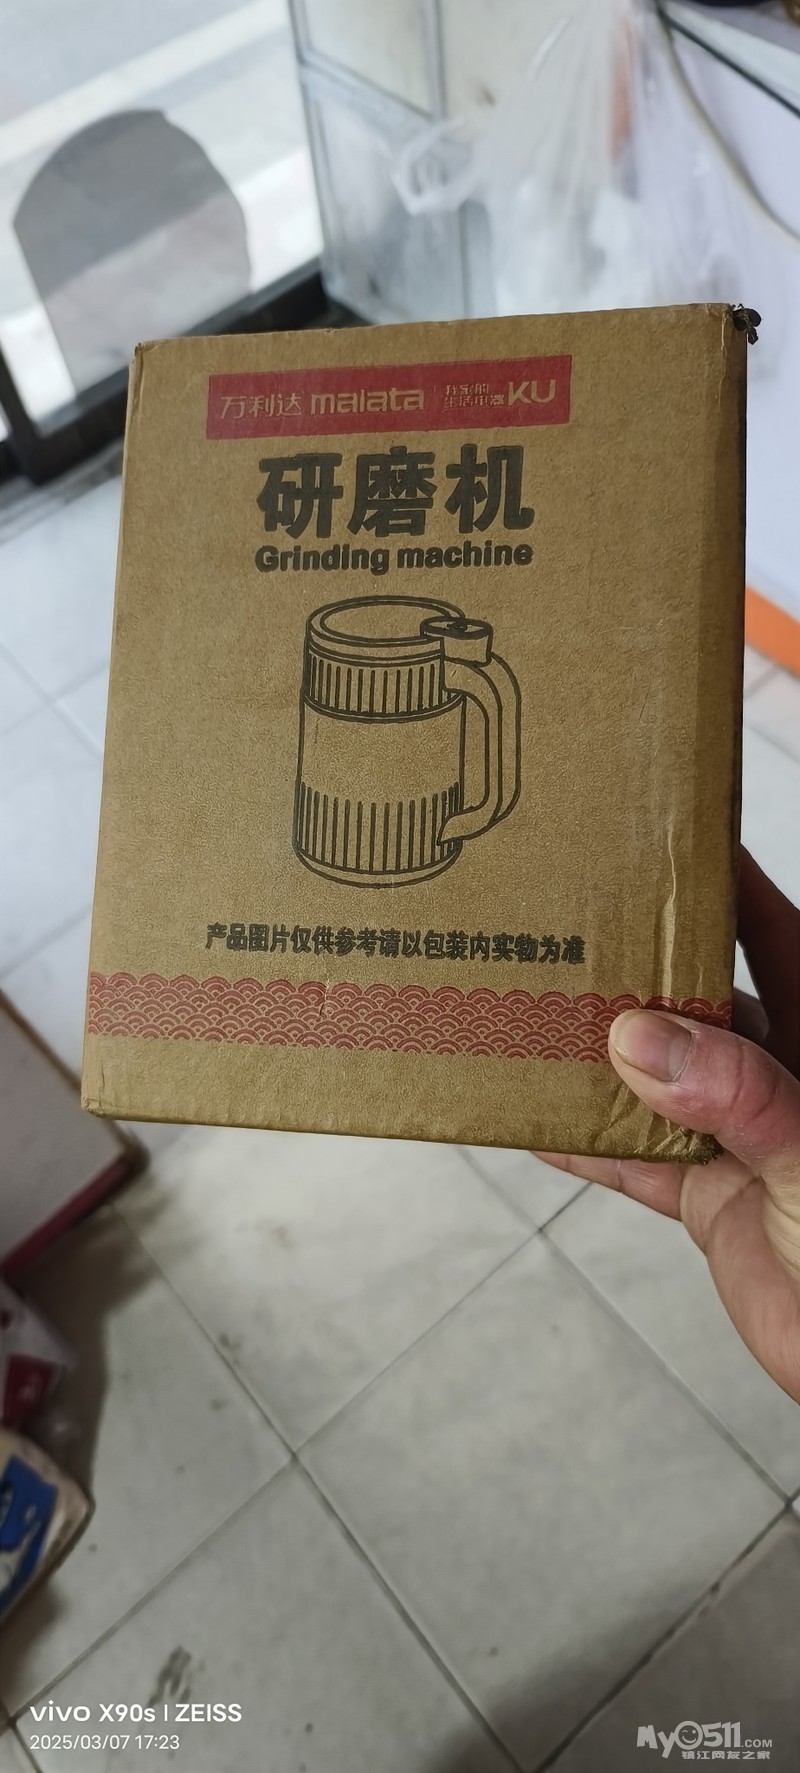 万利达 malata 我家的 生活电器 KU
研磨机
Grinding machine
产品图片仅供参考请以包装内实物为准
vivo X90s | ZEISS
2025/03/07 17:23
My0511.COM
镇江网友之家